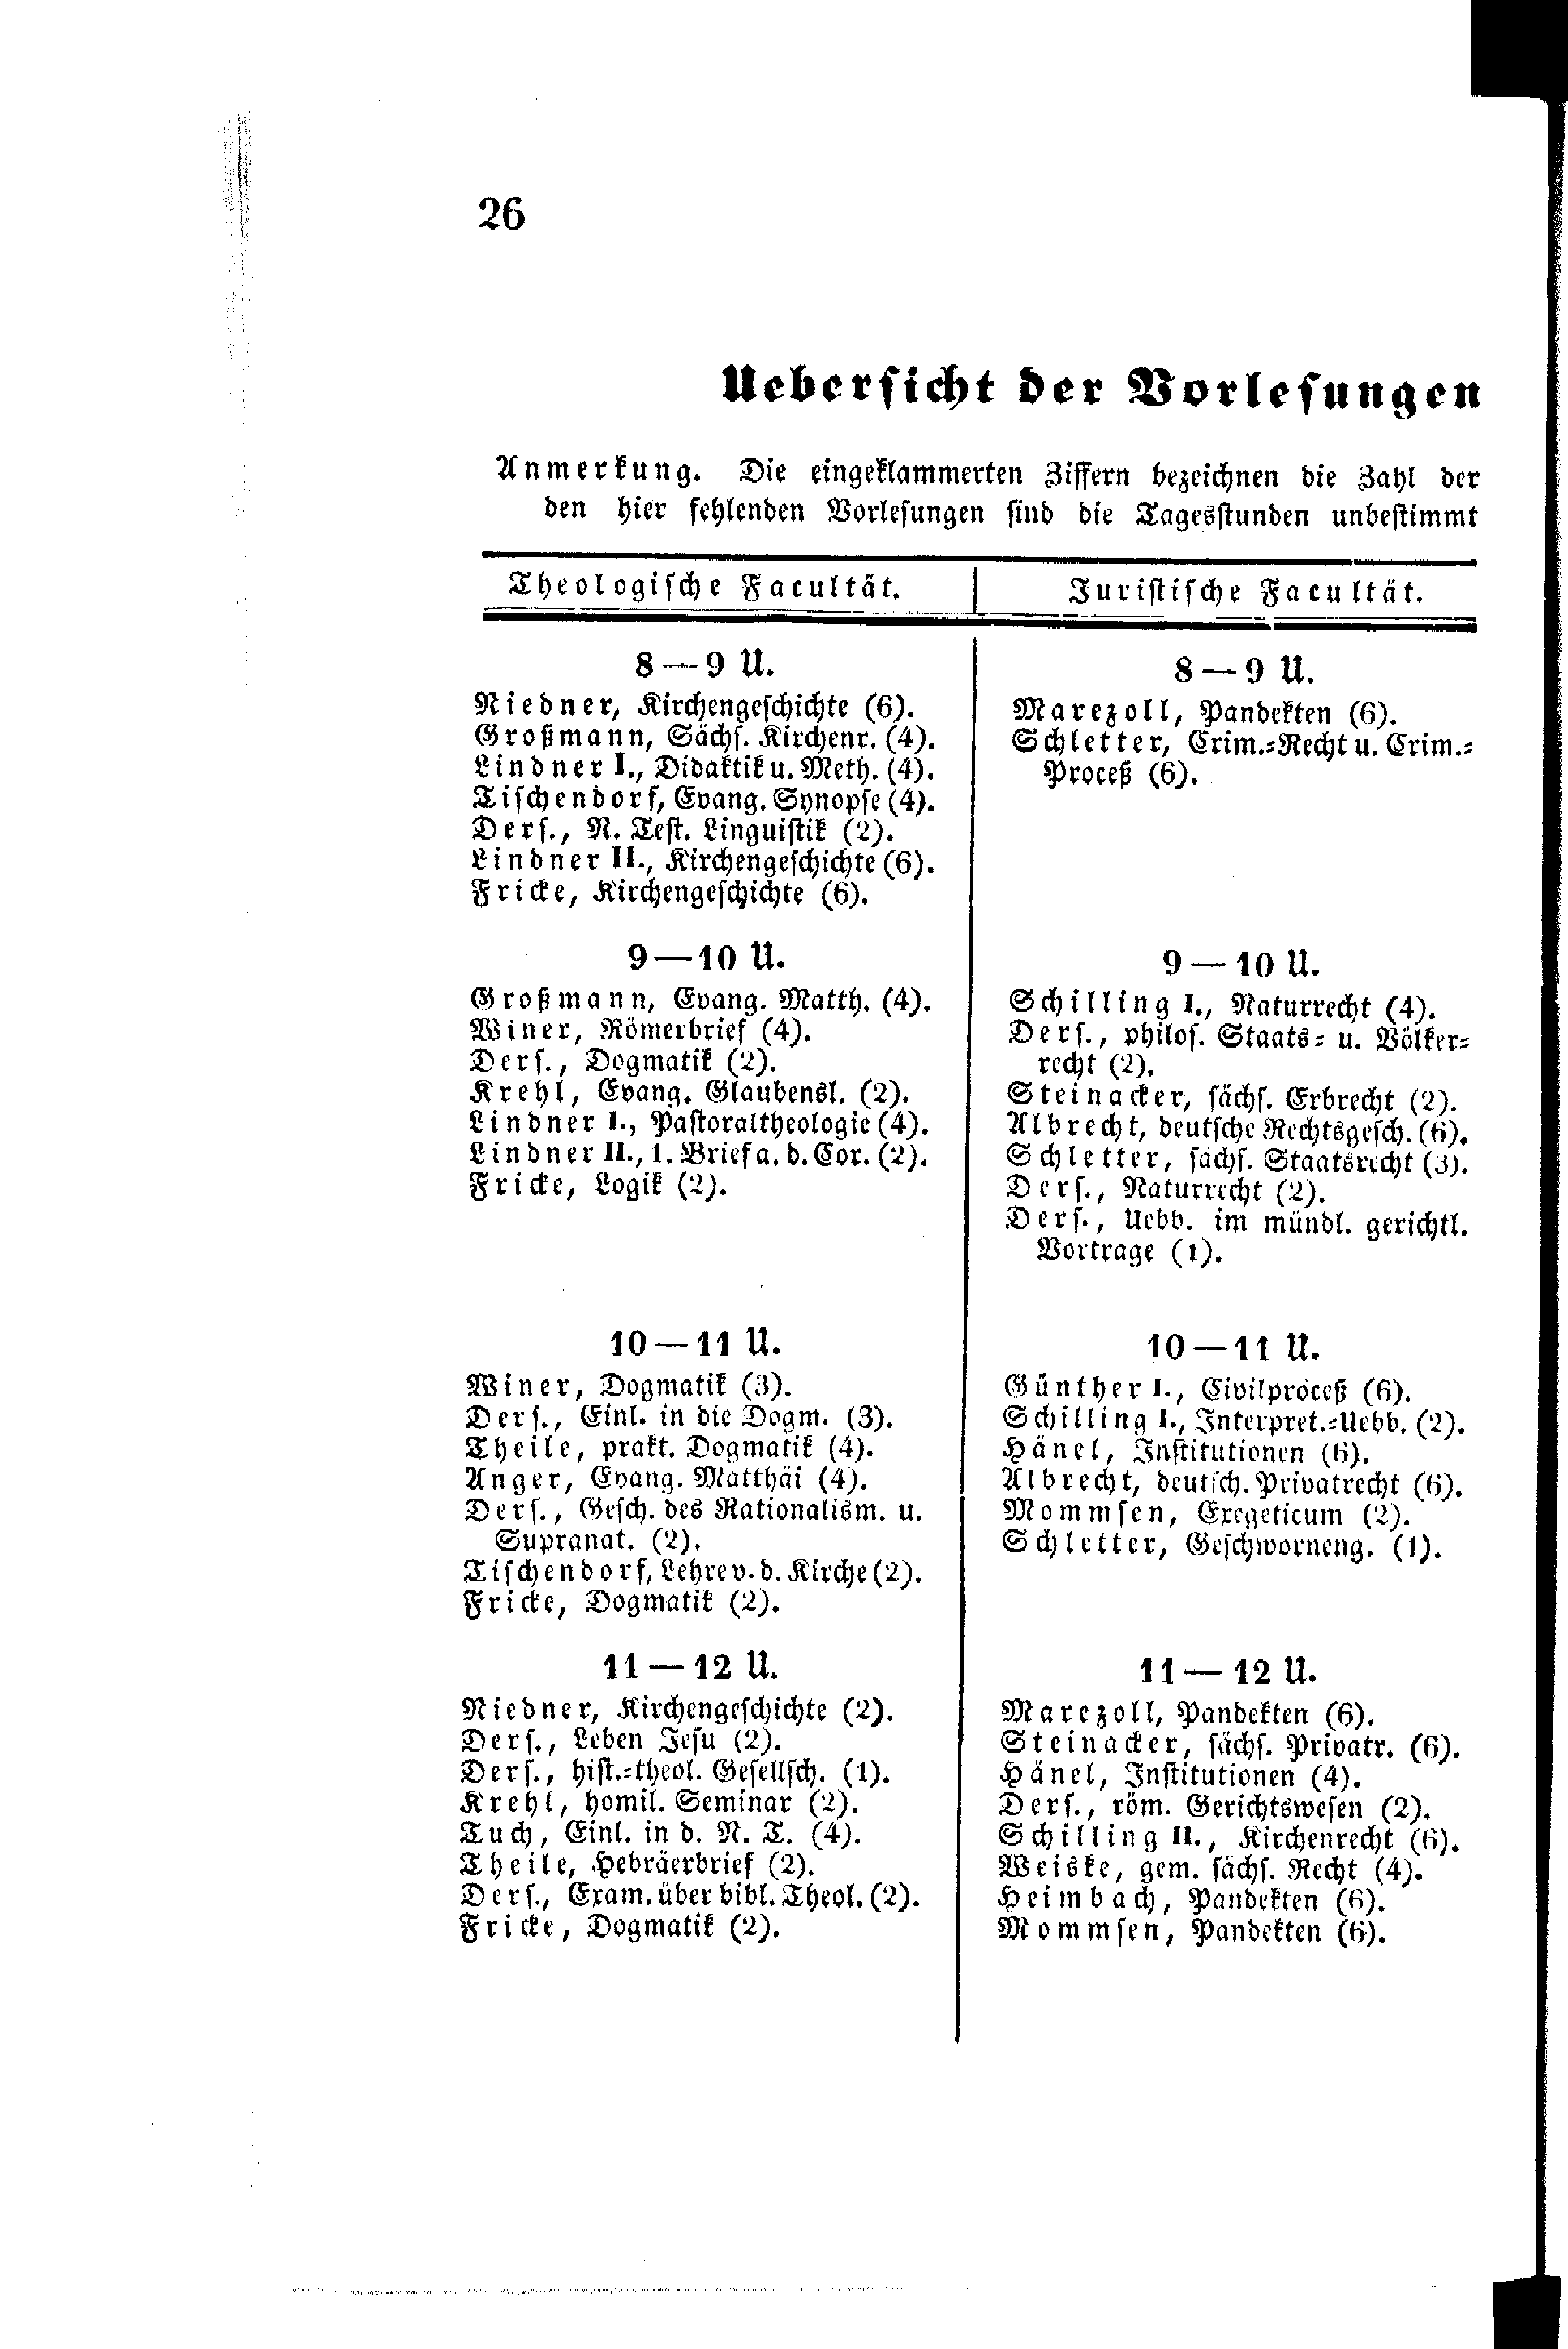 26
Uebersicht der Vorlesungen
Anmerkung. Die eingeklammerten Ziffern bezeichnen die Zahl der
den hier fehlenden Vorlesungen sind die Tagesstunden unbestimmt
Theologische Facultät.
8—9 U.
Niedner, Kirchengeschichte (6).
Großmann, Sächs. Kirchenr. (4).
Lindner I., Didaktik u. Meth. (4).
Tischendorf, Evang. Synopse (4).
Ders., N. Test. Linguistik (2).
Lindner II., Kirchengeschichte (6).
Fricke, Kirchengeschichte (6).
9—10 U.
Großmann, Evang. Matth. (4).
Winer, Römerbrief (4).
Ders., Dogmatik (2).
Krehl, Evang. Glaubensl. (2).
Lindner I., Pastoraltheologie (4).
Lindner II., 1. Brief a. d. Cor. (2).
Fricke, Logik (2).
10—11 U.
Winer, Dogmatik (3).
Ders., Einl. in die Dogm. (3).
Theile, prakt. Dogmatik (4).
Anger, Evang. Matthäi (4).
Ders., Gesch. des Rationalism. u.
Supranat. (2).
Tischendorf, Lehre v. d. Kirche (2).
Fricke, Dogmatik (2).
11—12 U.
Niedner, Kirchengeschichte (2).
Ders., Leben Jesu (2).
Ders., hist.-theol. Gesellsch. (1).
Krehl, homil. Seminar (2).
Tuch, Einl. in d. N. T. (4).
Theile, Hebräerbrief (2).
Ders., Exam. über bibl. Theol. (2).
Fricke, Dogmatik (2).
Juristische Facultät.
8—9 U.
Marezoll, Pandekten (6).
Schletter, Crim.-Recht u. Crim.-
Proceß (6).
9—10 U.
Schilling I., Naturrecht (4).
Ders., philos. Staats- u. Völker-
recht (2).
Steinacker, sächs. Erbrecht (2).
Albrecht, deutsche Rechtsgesch. (6).
Schletter, sächs. Staatsrecht (3).
Ders., Naturrecht (2).
Ders., Uebb. im mündl. gerichtl.
Vortrage (1).
10—11 U.
Günther I., Civilproceß (6).
Schilling I., Interpret.-Uebb. (2).
Hänel, Institutionen (6).
Albrecht, deutsch. Privatrecht (6).
Mommsen, Exegeticum (2).
Schletter, Geschworneng. (1).
11—12 U.
Marezoll, Pandekten (6).
Steinacker, sächs. Privatr. (6).
Hänel, Institutionen (4).
Ders., röm. Gerichtswesen (2).
Schilling II., Kirchenrecht (6).
Weiske, gem. sächs. Recht (4).
Heimbach, Pandekten (6).
Mommsen, Pandekten (6).